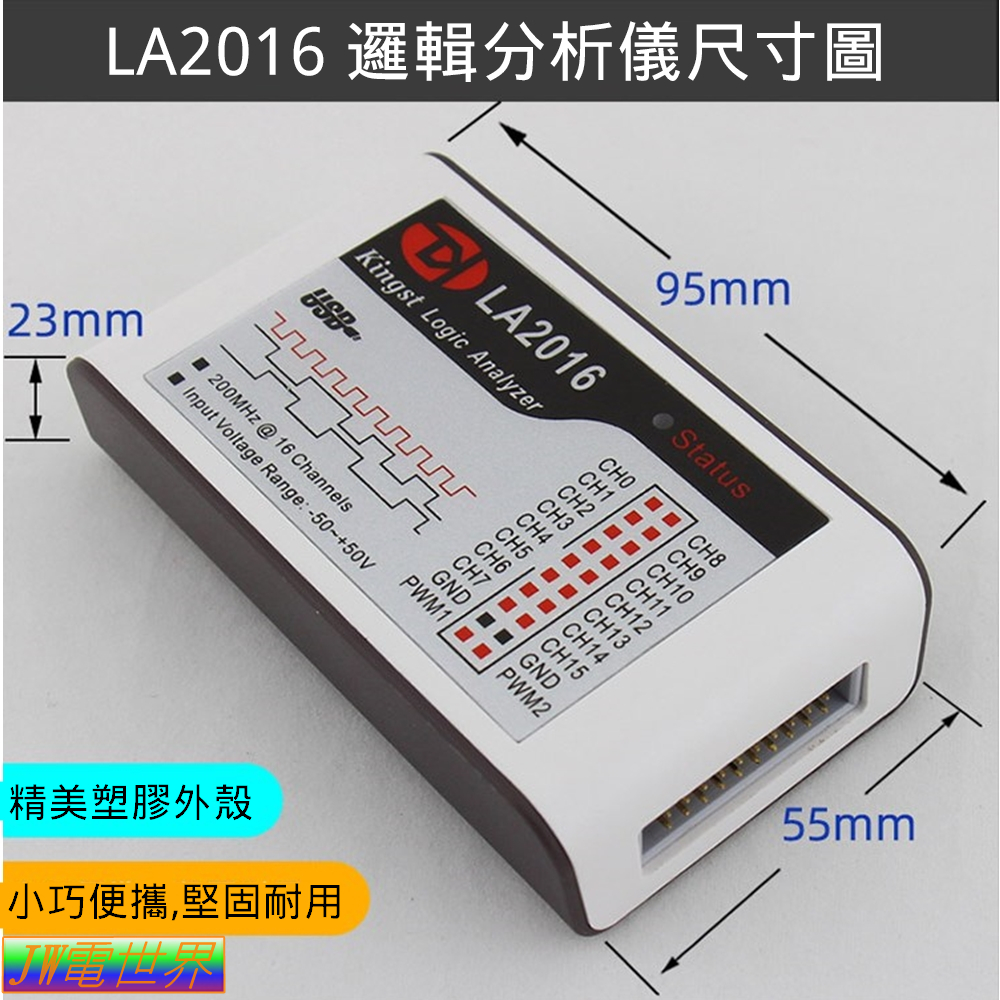 LA2016 邏輯分析儀尺寸圖
95mm
23mm
Kingst Logic Analyzer
LA2016
Status
200MHz @ 16 Channels
Input Voltage Range: -50~+50V
CH0
CH1
CH2
CH3
CH4
CH5
CH6
CH7
GND
PWM1
CH8
CH9
CH10
CH11
CH12
CH13
CH14
CH15
GND
PWM2
55mm
精美塑膠外殼
小巧便攜,堅固耐用
JW電世界